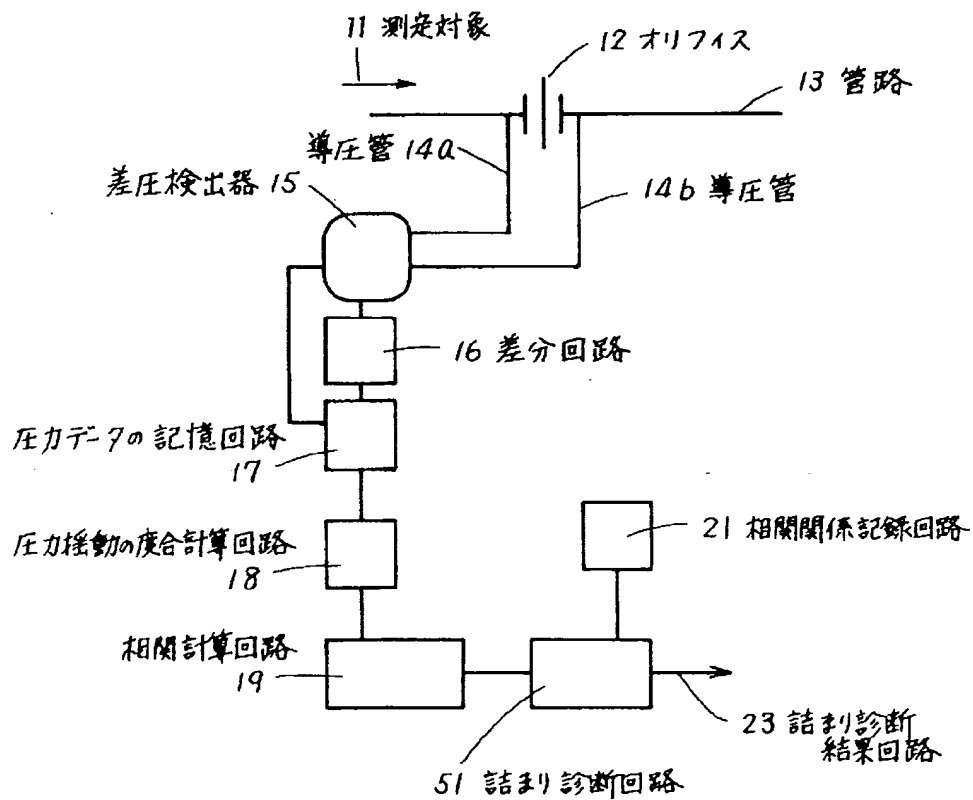 11 測定対象
12 オリフィス
13 管路
導圧管 14a
差圧検出器 15
14b 導圧管
16 差分回路
圧力データの記憶回路
17
圧力揺動の度合計算回路
18
21 相関関係記録回路
相関計算回路
19
23 詰まり診断
結果回路
51 詰まり診断回路